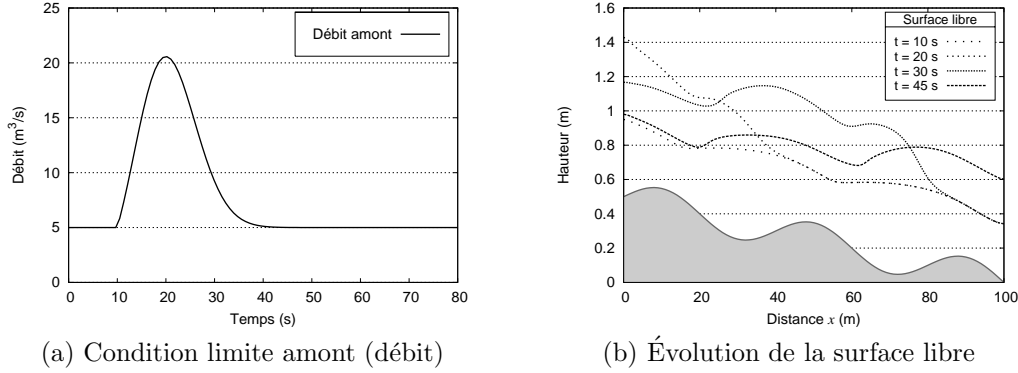 25
20
15
10
5
0
Débit (m³/s)
Débit amont
0 10 20 30 40 50 60 70 80
Temps (s)
(a) Condition limite amont (débit)
1.6
1.4
1.2
1
0.8
0.6
0.4
0.2
0
Hauteur (m)
Surface libre
t = 10 s
t = 20 s
t = 30 s
t = 45 s
0 20 40 60 80 100
Distance x (m)
(b) Évolution de la surface libre